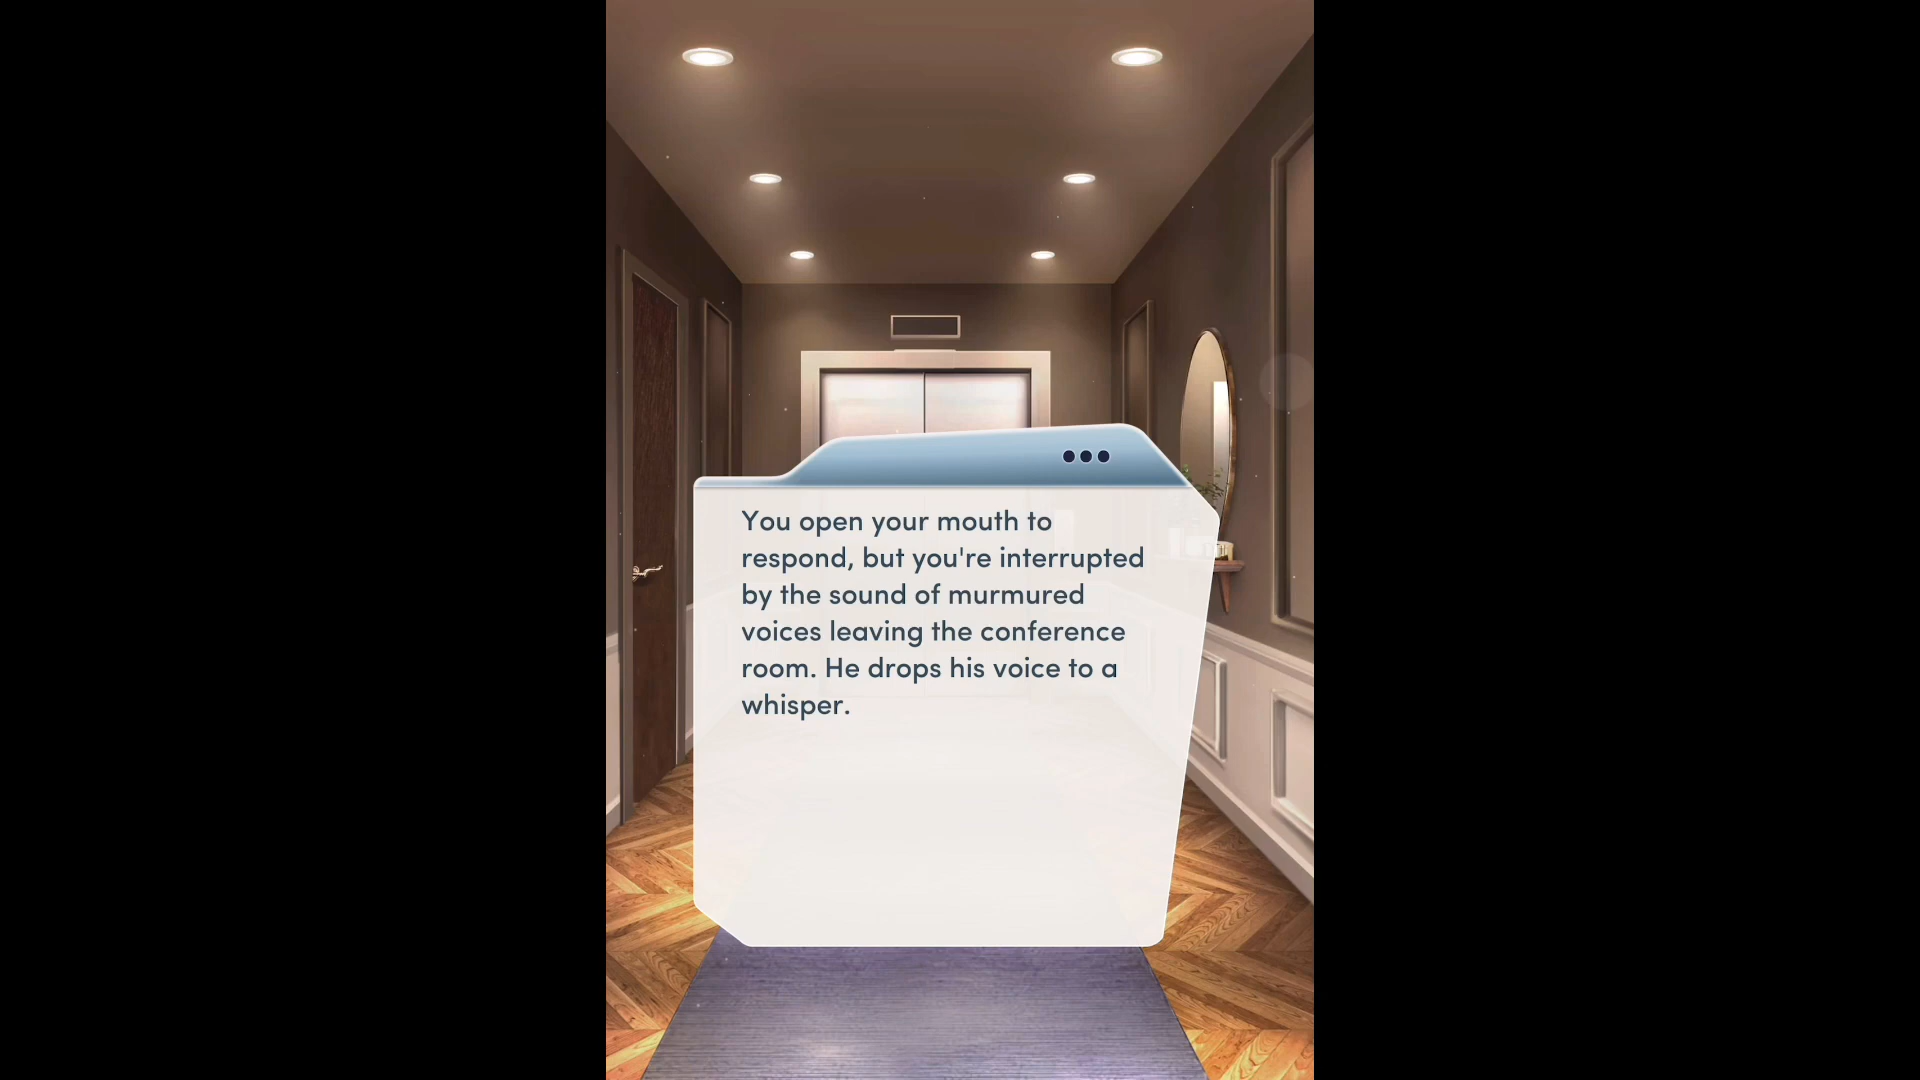 You open your mouth to
respond, but you're interrupted
by the sound of murmured
voices leaving the conference
room. He drops his voice to a
whisper.